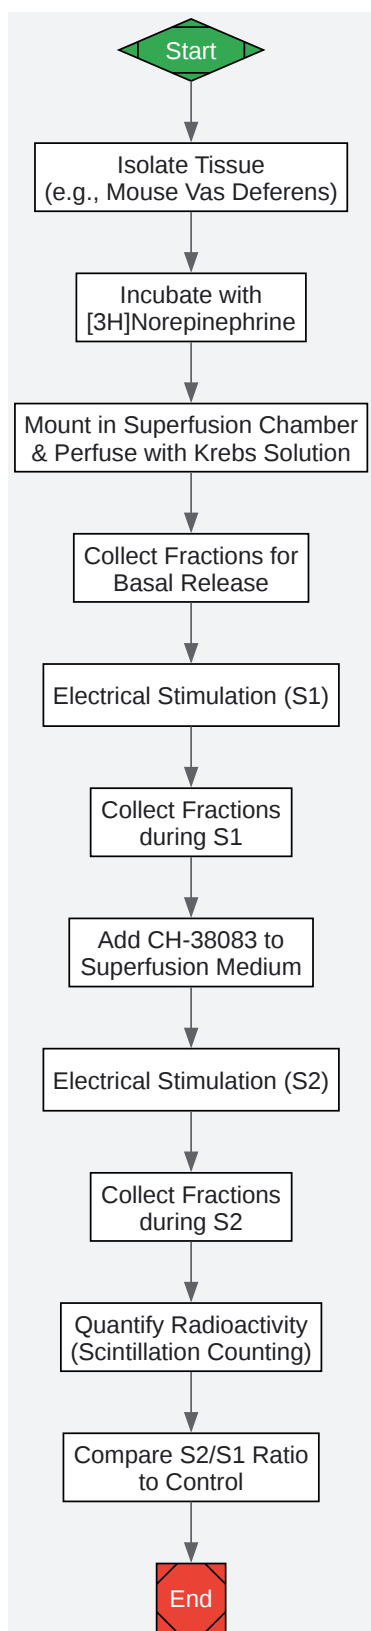 Start
Isolate Tissue
(e.g., Mouse Vas Deferens)
Incubate with
[3H]Norepinephrine
Mount in Superfusion Chamber
& Perfuse with Krebs Solution
Collect Fractions for
Basal Release
Electrical Stimulation (S1)
Collect Fractions
during S1
Add CH-38083 to
Superfusion Medium
Electrical Stimulation (S2)
Collect Fractions
during S2
Quantify Radioactivity
(Scintillation Counting)
Compare S2/S1 Ratio
to Control
End